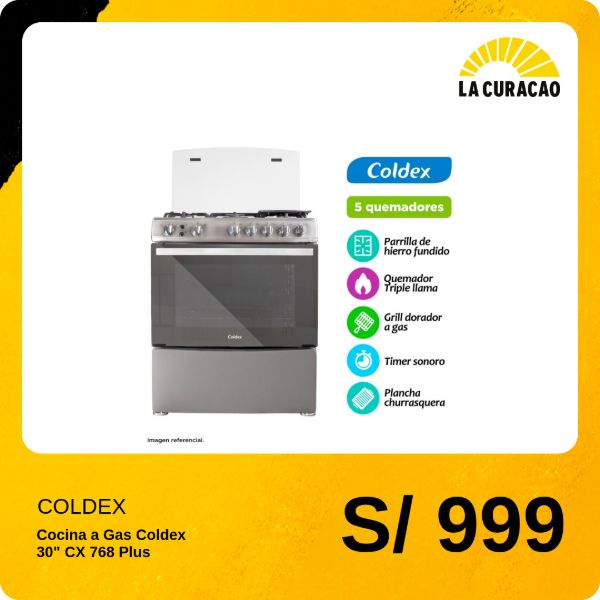 LA CURACAO
Coldex
5 quemadores
Parrilla de
hierro fundido
Quemador
Triple llama
Grill dorador
a gas
Timer sonoro
Plancha
churrasquera
Coldex
Imagen referencial.
COLDEX
Cocina a Gas Coldex
30" CX 768 Plus
S/ 999